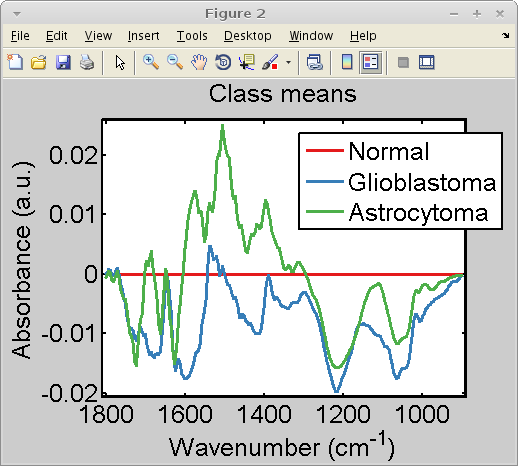 Figure 2
File Edit View Insert Tools Desktop Window Help
Class means
Absorbance (a.u.)
0.02
0.01
0
-0.01
-0.02
Normal
Glioblastoma
Astrocytoma
1800 1600 1400 1200 1000
Wavenumber (cm-1)